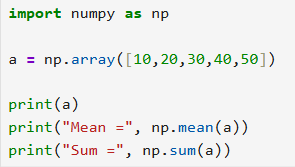 import numpy as np
a = np.array([10,20,30,40,50])
print(a)
print("Mean =", np.mean(a))
print("Sum =", np.sum(a))